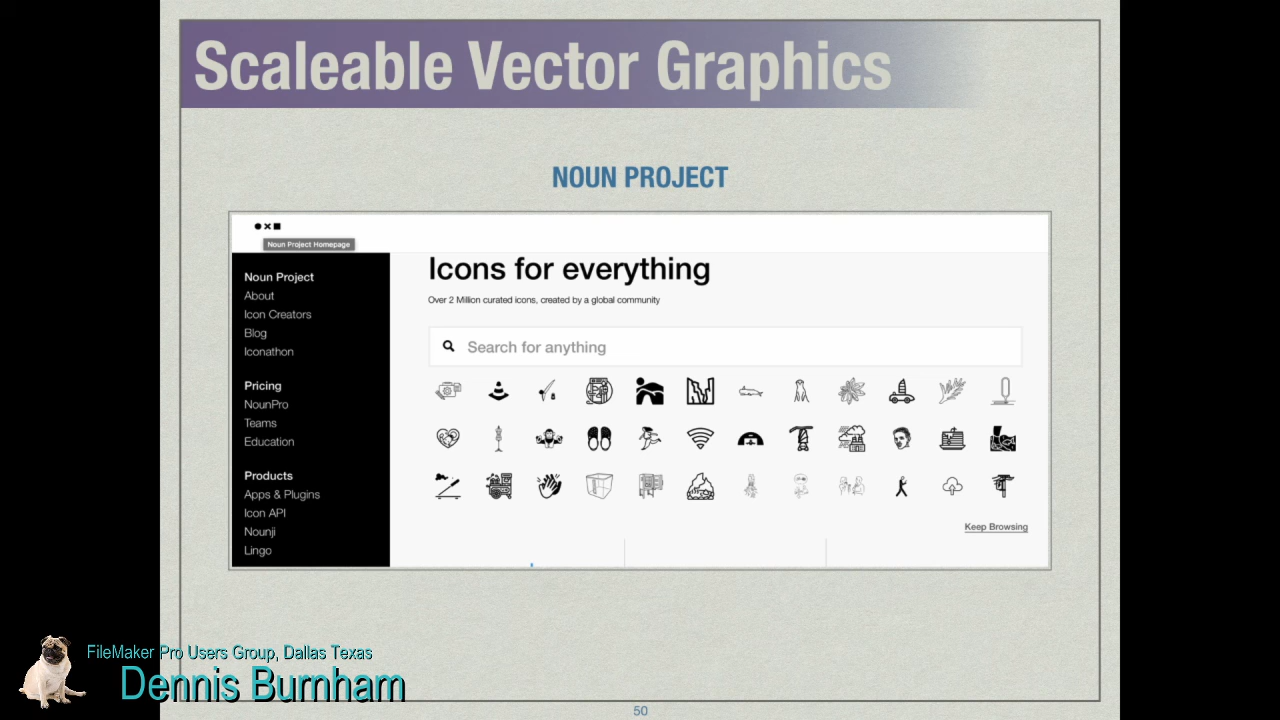 Scaleable Vector Graphics
NOUN PROJECT
Noun Project Homepage
Noun Project
About
Icon Creators
Blog
Iconathon
Pricing
NounPro
Teams
Education
Products
Apps & Plugins
Icon API
Nounji
Lingo
Icons for everything
Over 2 Million curated icons, created by a global community
Search for anything
Keep Browsing
FileMaker Pro Users Group, Dallas Texas
Dennis Burnham
50